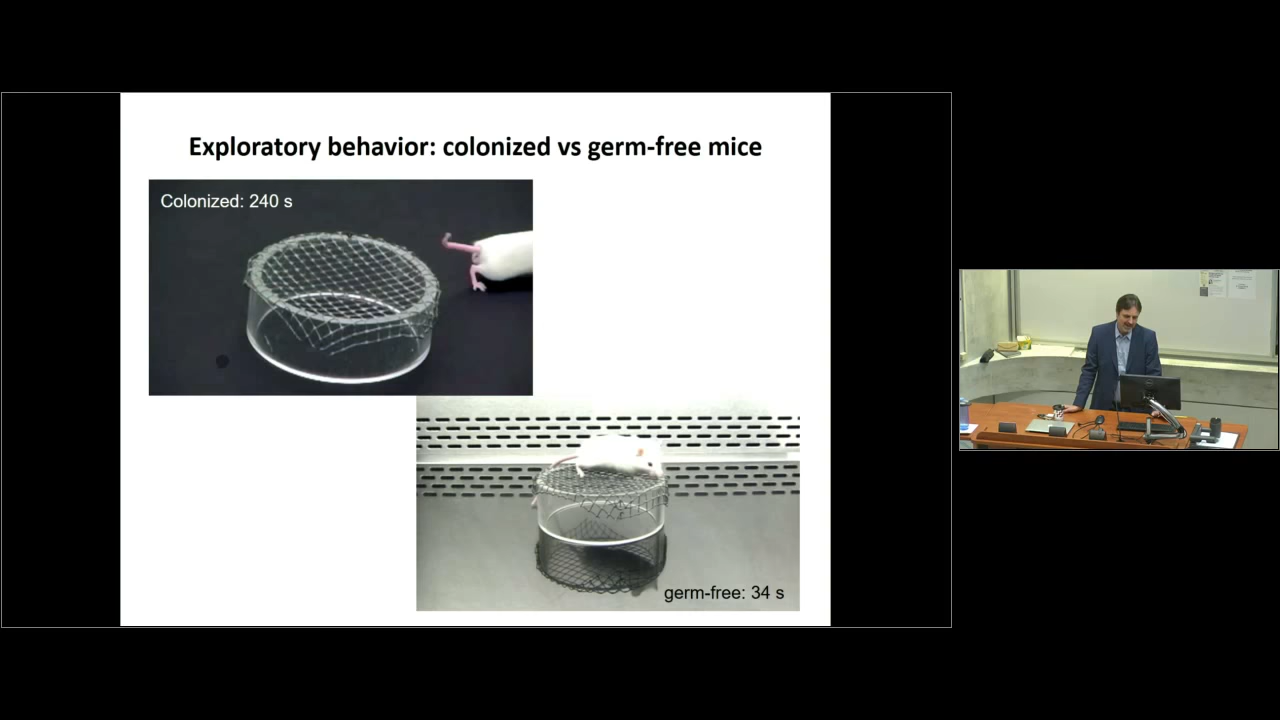 Exploratory behavior: colonized vs germ-free mice
Colonized: 240 s
germ-free: 34 s